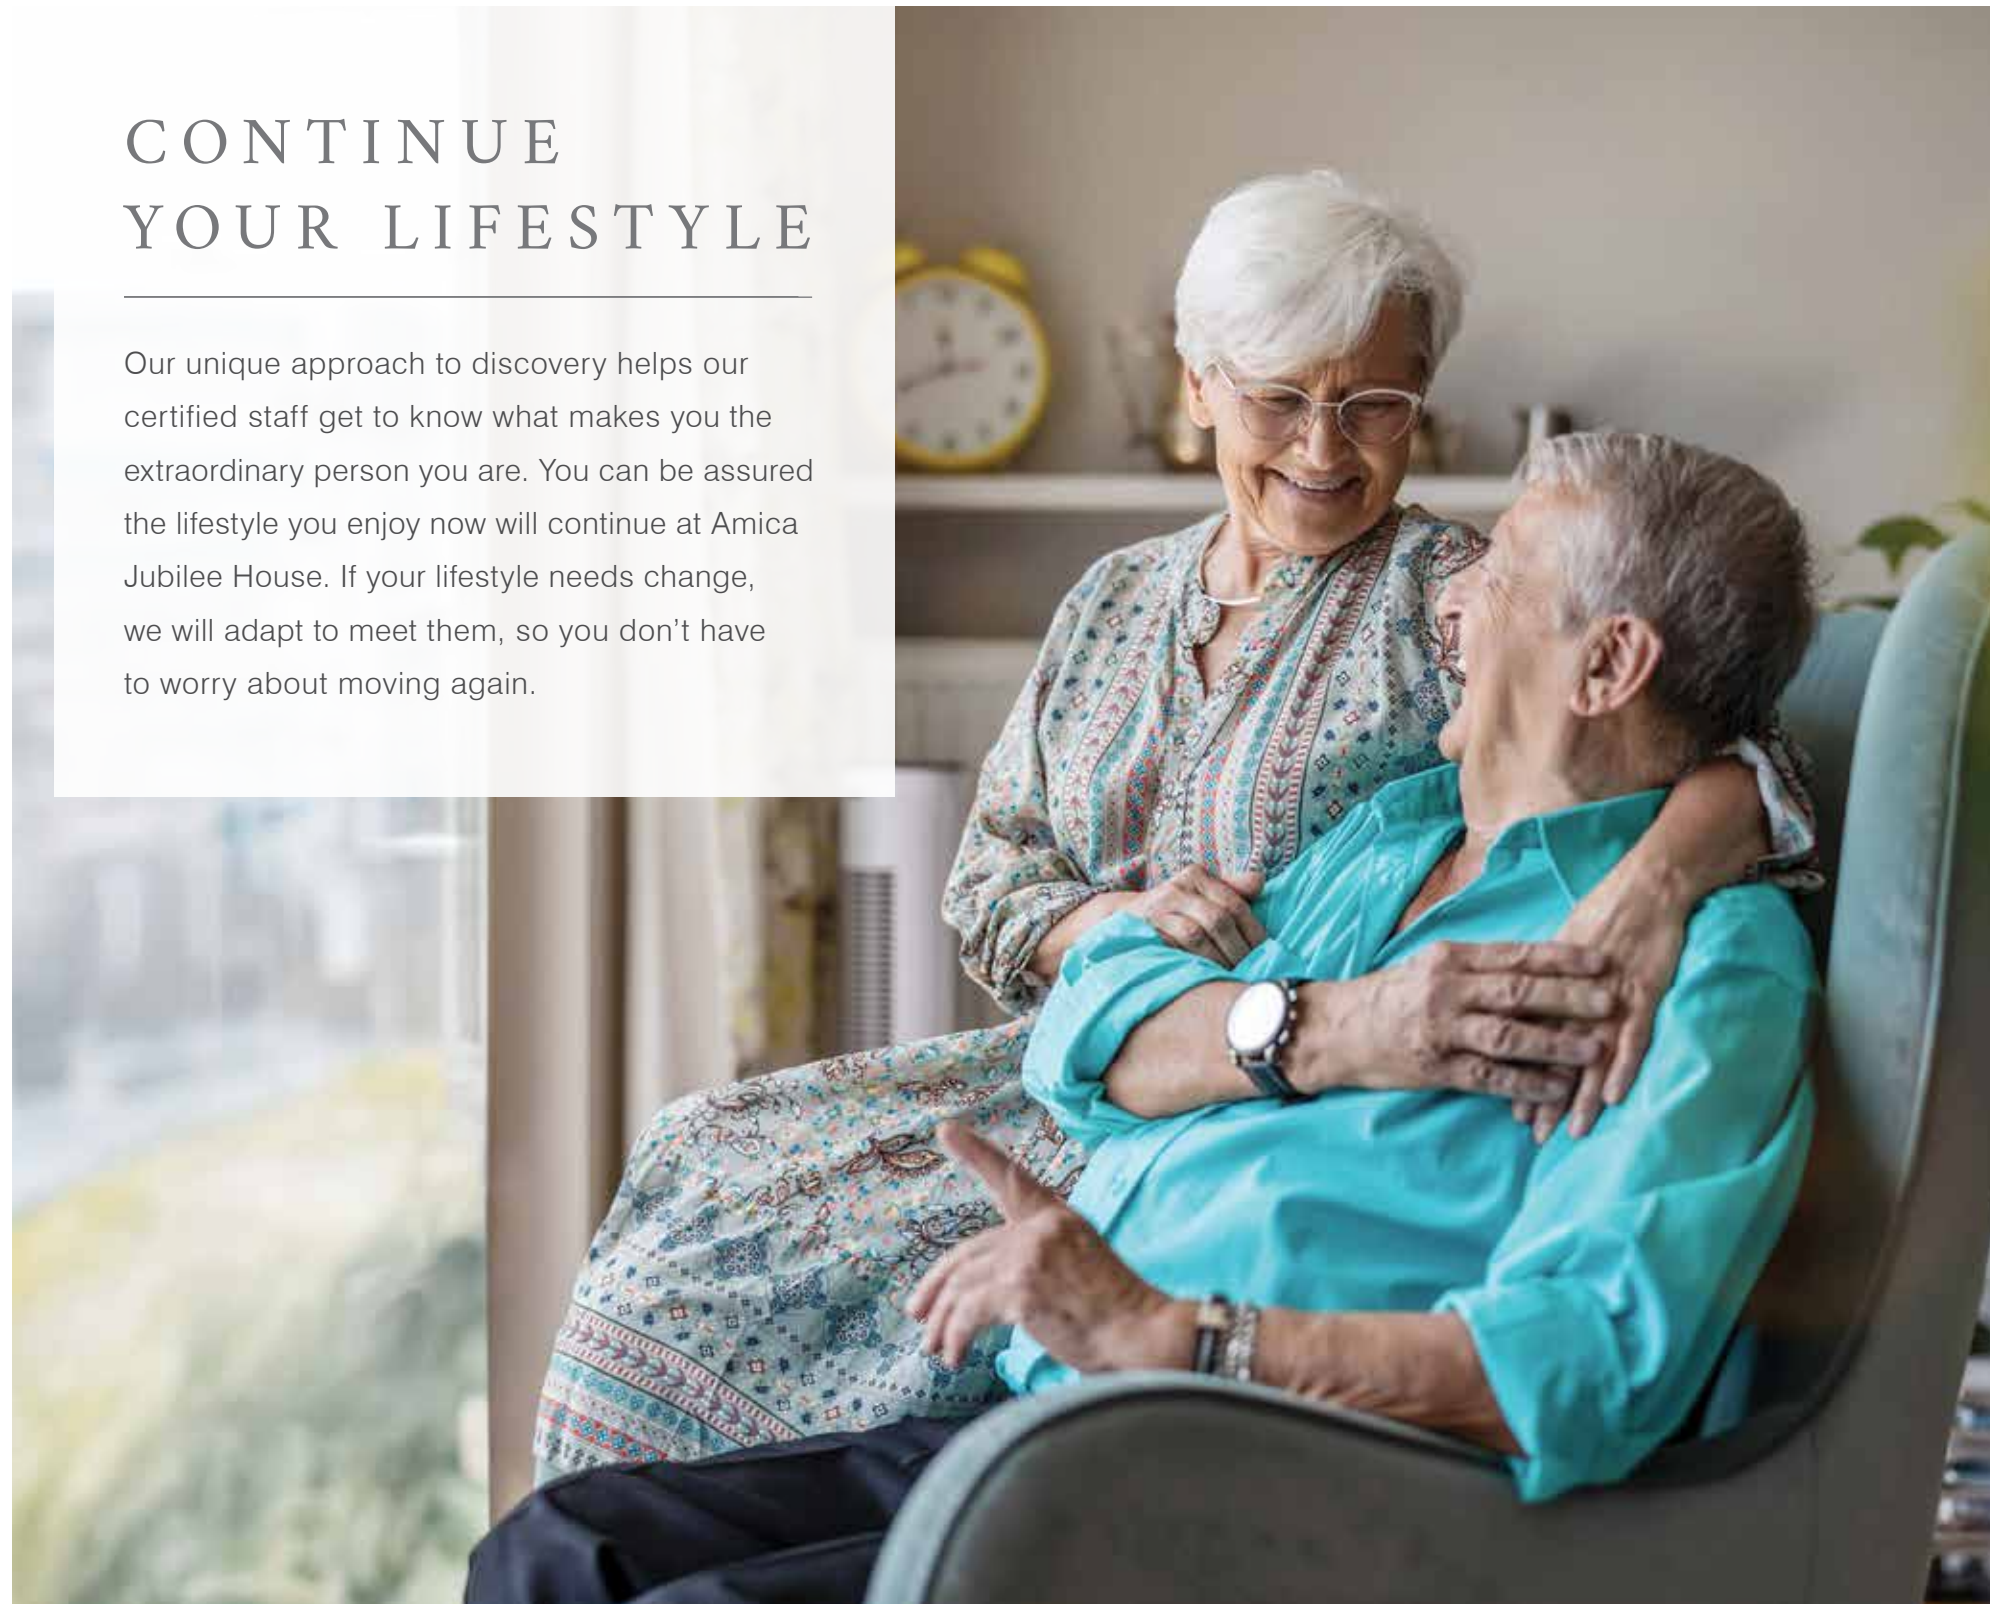 CONTINUE
YOUR LIFESTYLE
Our unique approach to discovery helps our
certified staff get to know what makes you the
extraordinary person you are. You can be assured
the lifestyle you enjoy now will continue at Amica
Jubilee House. If your lifestyle needs change,
we will adapt to meet them, so you don’t have
to worry about moving again.